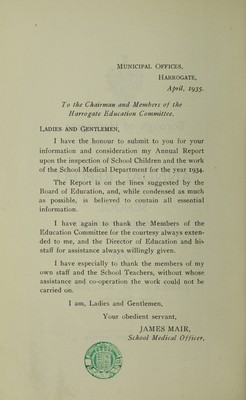 MUNICIPAL OFFICES,
HARROGATE,
April, 1935.
To the Chairman and Members of the
Harrogate Education Committee.
LADIES AND GENTLEMEN,
I have the honour to submit to you for your
information and consideration my Annual Report
upon the inspection of School Children and the work
of the School Medical Department for the year 1934.
The Report is on the lines suggested by the
Board of Education, and, while condensed as much
as possible, is believed to contain all essential
information.
I have again to thank the Members of the
Education Committee for the courtesy always exten-
ded to me, and the Director of Education and his
staff for assistance always willingly given.
I have especially to thank the members of my
own staff and the School Teachers, without whose
assistance and co-operation the work could not be
carried on.
I am, Ladies and Gentlemen,
Your obedient servant,
JAMES MAIR,
School Medical Officer.